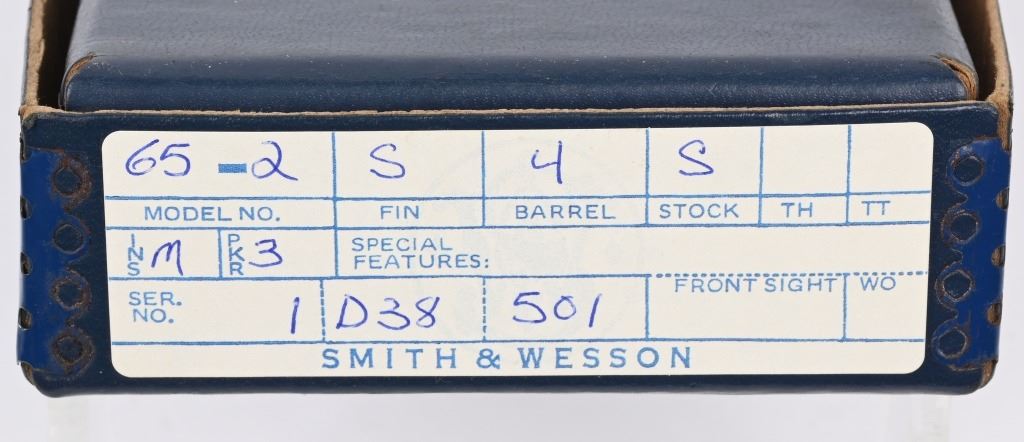 65-2 S 4 S
MODEL NO. FIN BARREL STOCK TH TT
INS M PKR 3 SPECIAL FEATURES:
SER. NO. 1 D38 501 FRONT SIGHT WO
SMITH & WESSON